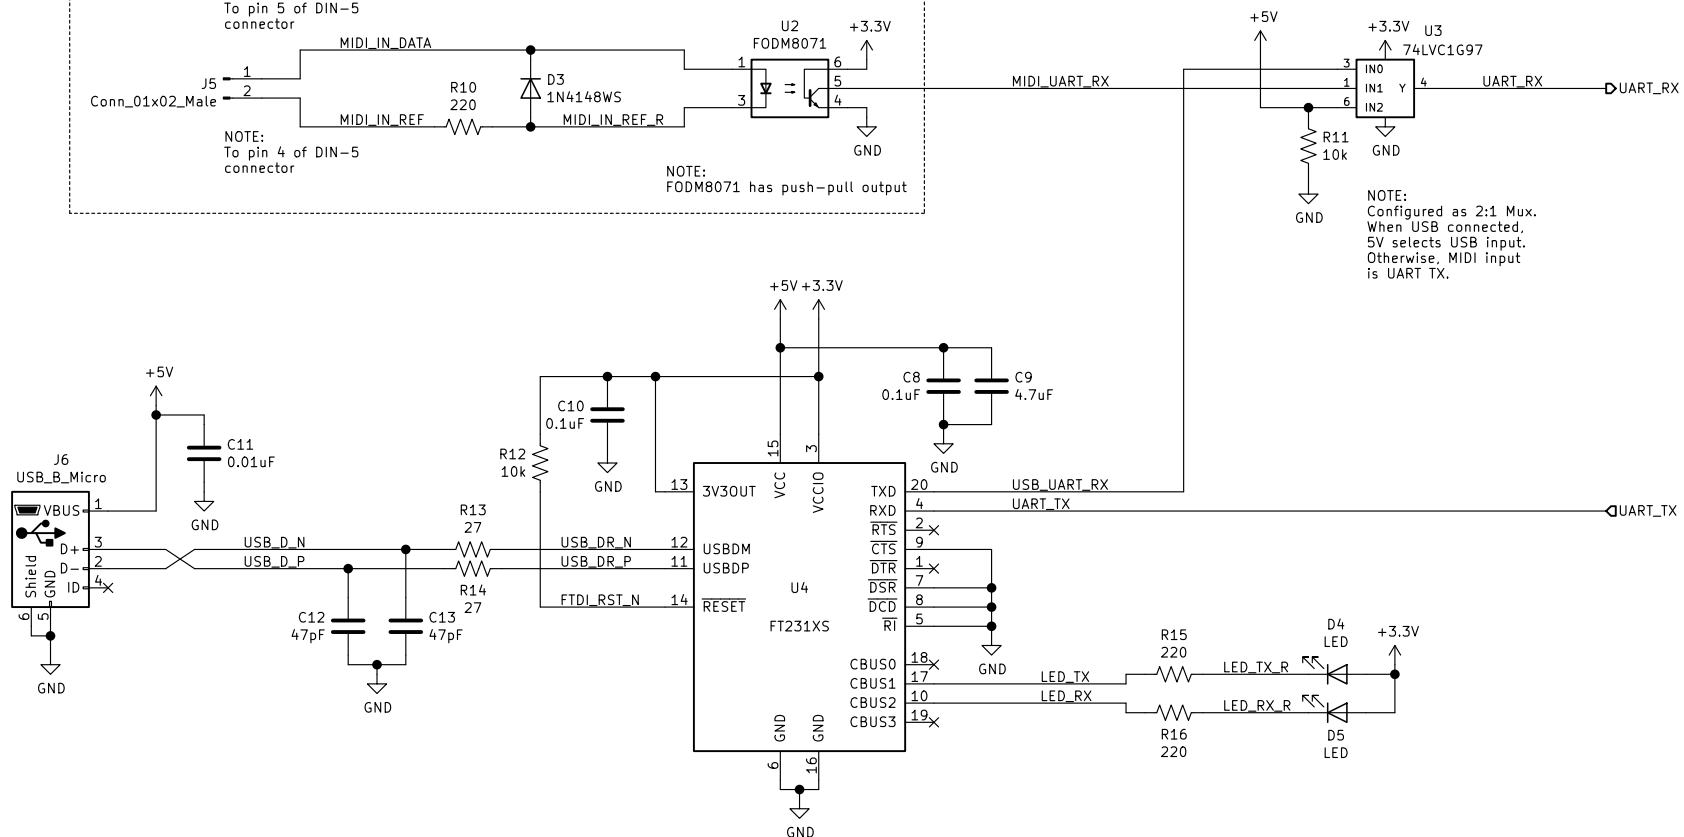 To pin 5 of DIN-5
connector
MIDI_IN_DATA
J5
Conn_01x02_Male
1
2
R10
220
D3
1N4148WS
MIDI_IN_REF
MIDI_IN_REF_R
NOTE:
To pin 4 of DIN-5
connector
U2
FODM8071
+3.3V
1
3
6
5
4
GND
NOTE:
FODM8071 has push-pull output
MIDI_UART_RX
+5V
+3.3V
U3
74LVC1G97
3
1
6
IN0
IN1
IN2
Y
4
UART_RX
UART_RX
R11
10k
GND
GND
NOTE:
Configured as 2:1 Mux.
When USB connected,
5V selects USB input.
Otherwise, MIDI input
is UART TX.
+5V
+3.3V
C8
0.1uF
C9
4.7uF
GND
C10
0.1uF
GND
R12
10k
+5V
C11
0.01uF
GND
J6
USB_B_Micro
VBUS
D+
D-
ID
Shield
GND
1
3
2
4
6
5
GND
USB_D_N
USB_D_P
R13
27
R14
27
C12
47pF
C13
47pF
GND
USB_DR_N
USB_DR_P
FTDI_RST_N
15
3
VCC
VCCIO
13
3V3OUT
12
USBDM
11
USBDP
14
RESET
U4
FT231XS
TXD
20
USB_UART_RX
RXD
4
UART_TX
UART_TX
RTS
2
CTS
9
DTR
1
DSR
7
DCD
8
RI
5
GND
CBUS0
18
CBUS1
17
LED_TX
CBUS2
10
LED_RX
CBUS3
19
GND
GND
6
16
GND
R15
220
LED_TX_R
D4
LED
+3.3V
R16
220
LED_RX_R
D5
LED